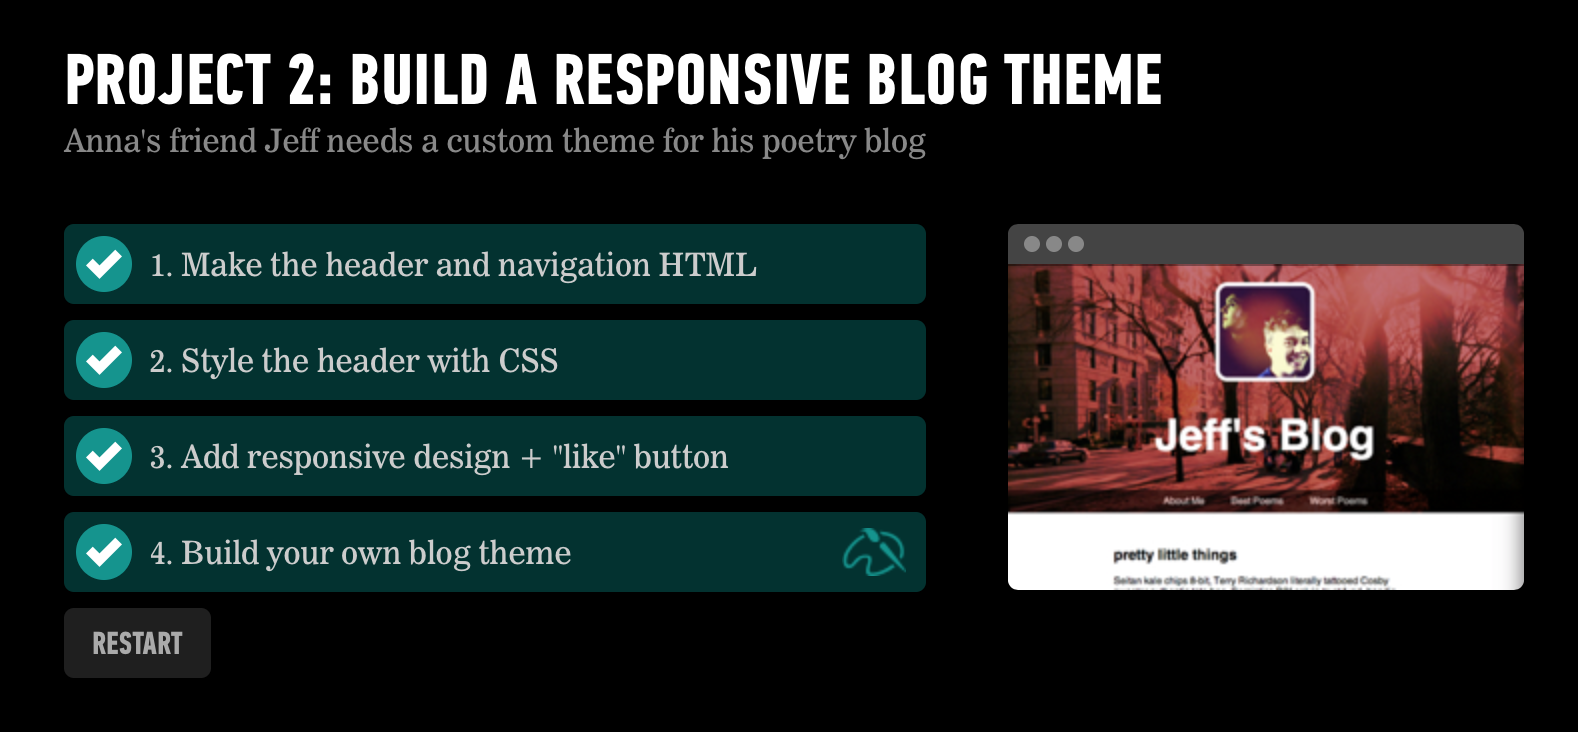 PROJECT 2: BUILD A RESPONSIVE BLOG THEME
Anna's friend Jeff needs a custom theme for his poetry blog
1. Make the header and navigation HTML
2. Style the header with CSS
3. Add responsive design + "like" button
4. Build your own blog theme
RESTART
Jeff's Blog
About Me Best Poems Worst Poems
pretty little things
Seitan kale chips 8-bit, Terry Richardson literally tattooed Cosby